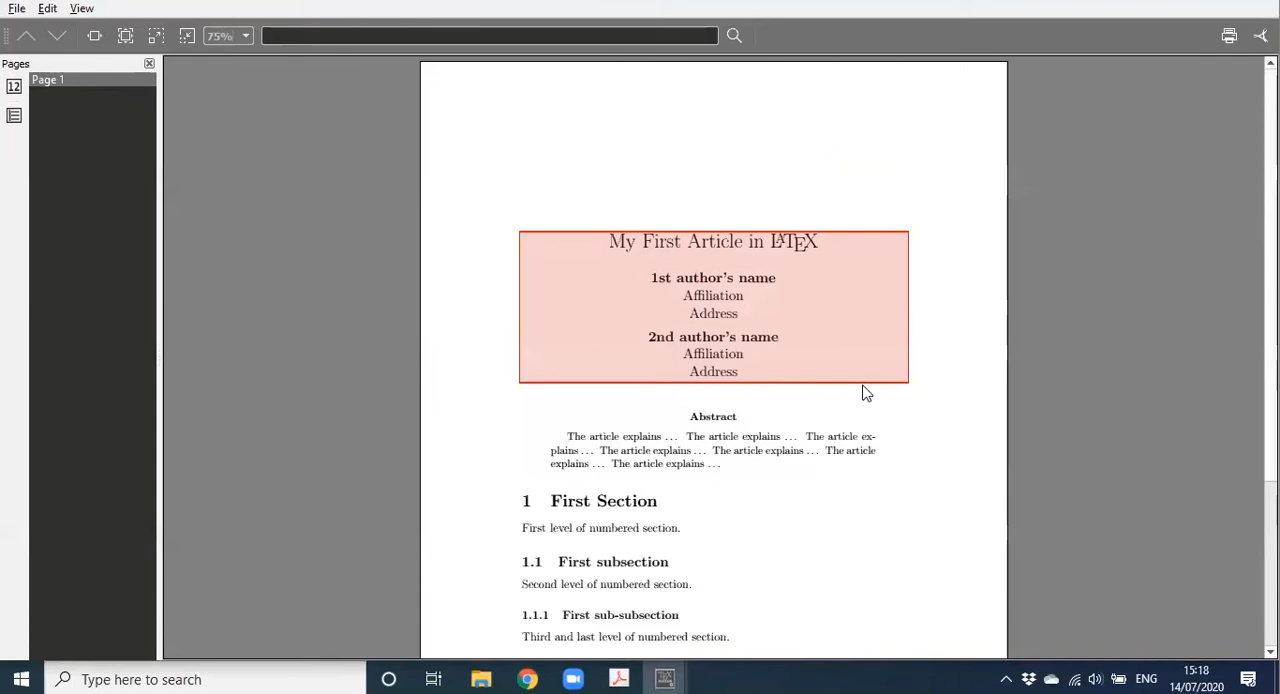 File Edit View
75%
Pages
Page 1
12
My First Article in LATEX
1st author's name
Affiliation
Address
2nd author's name
Affiliation
Address
Abstract
The article explains ... The article explains ... The article ex-
plains ... The article explains ... The article explains ... The article
explains ... The article explains ...
1 First Section
First level of numbered section.
1.1 First subsection
Second level of numbered section.
1.1.1 First sub-subsection
Third and last level of numbered section.
Type here to search
ENG
15:18
14/07/2020